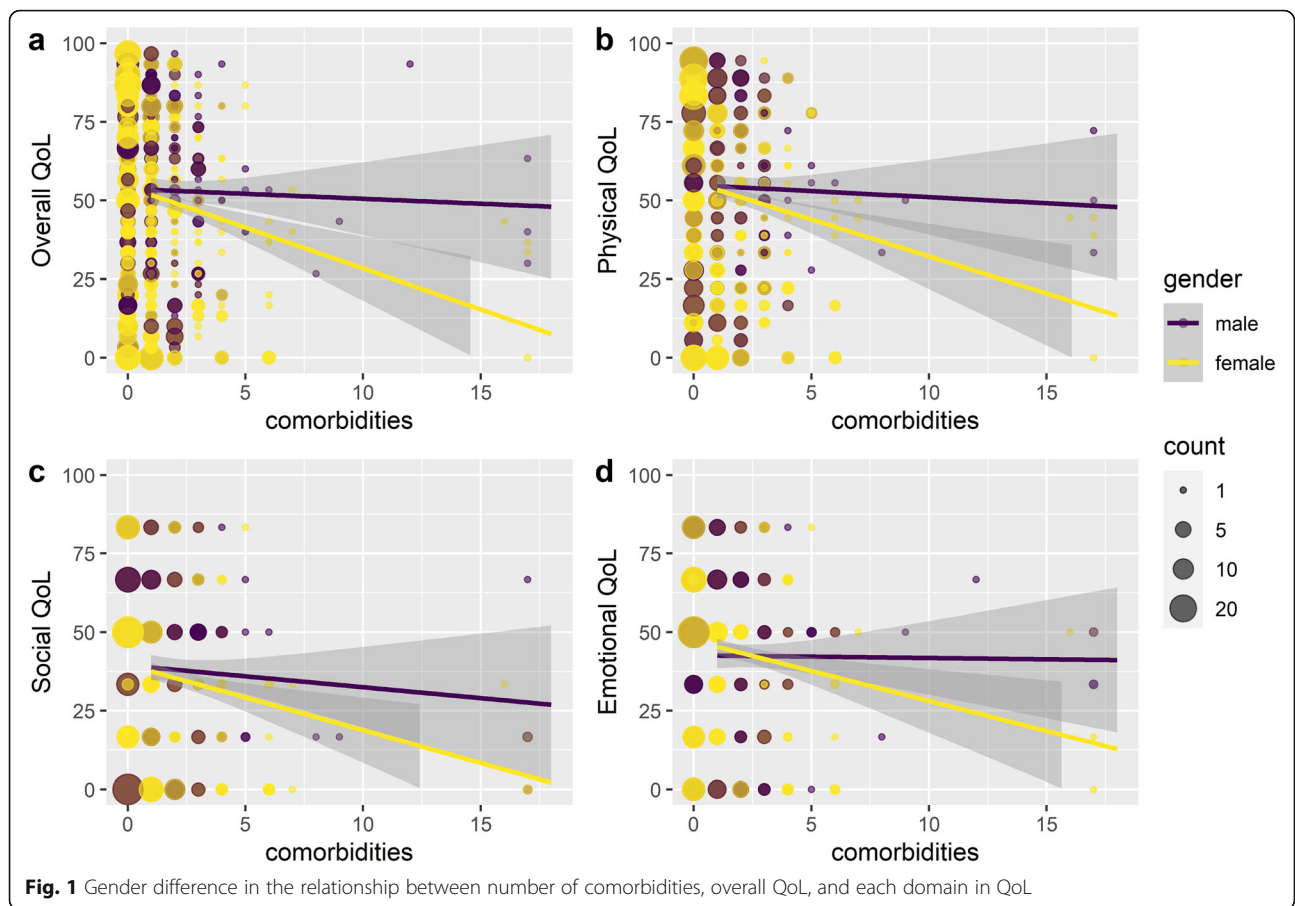 a
100
75
50
25
0
Overall QoL
0 5 10 15
comorbidities
b
100
75
50
25
0
Physical QoL
0 5 10 15
comorbidities
gender
male
female
c
100
75
50
25
0
Social QoL
0 5 10 15
comorbidities
d
100
75
50
25
0
Emotional QoL
0 5 10 15
comorbidities
count
1
5
10
20
Fig. 1 Gender difference in the relationship between number of comorbidities, overall QoL, and each domain in QoL